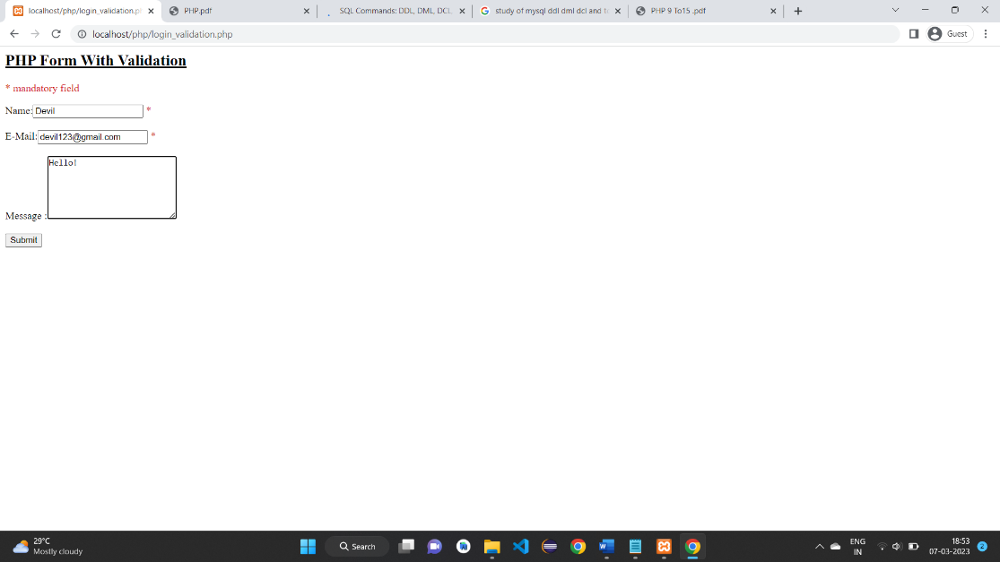 localhost/php/login_validation.ph
PHP.pdf
SQL Commands: DDL, DML, DCL,
study of mysql ddl dml dcl and t
PHP 9 To15 .pdf
localhost/php/login_validation.php
Guest
PHP Form With Validation
* mandatory field
Name: Devil *
E-Mail: devil123@gmail.com *
Hello!
Message :
Submit
29°C
Mostly cloudy
Search
ENG
IN
18:53
07-03-2023
2